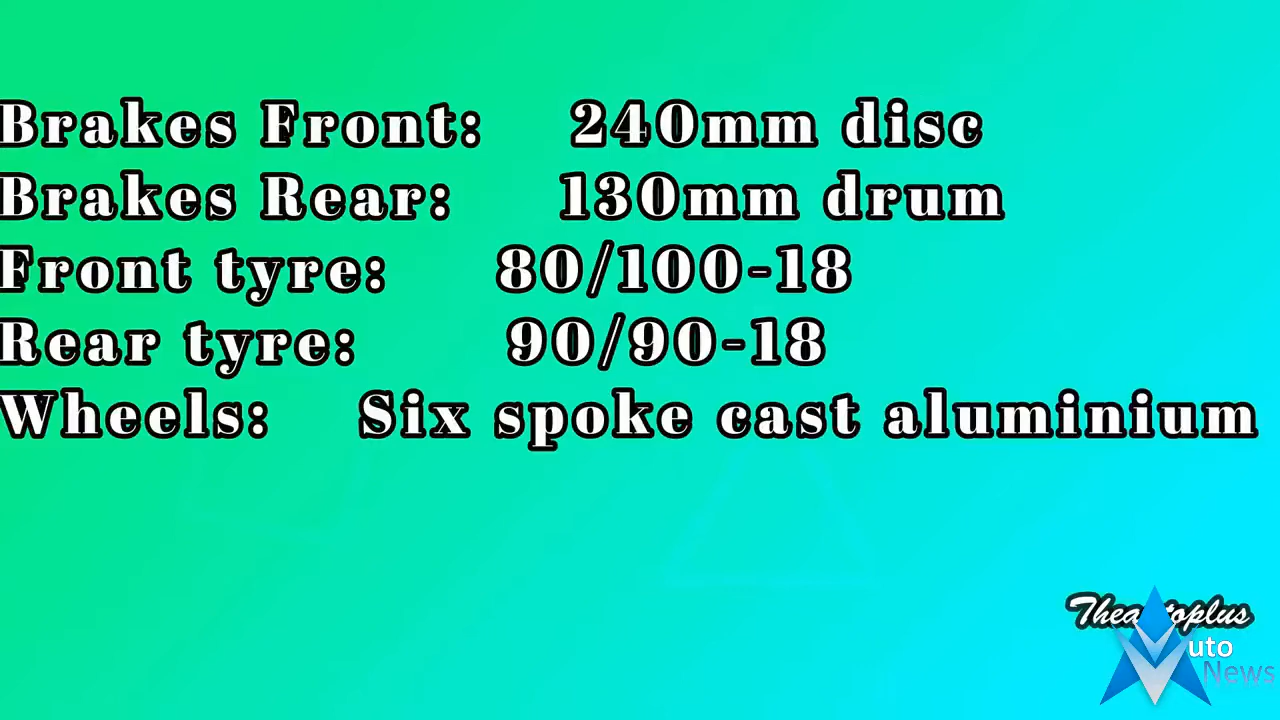 Brakes Front: 240mm disc
Brakes Rear: 130mm drum
Front tyre: 80/100-18
Rear tyre: 90/90-18
Wheels: Six spoke cast aluminium
uto
News